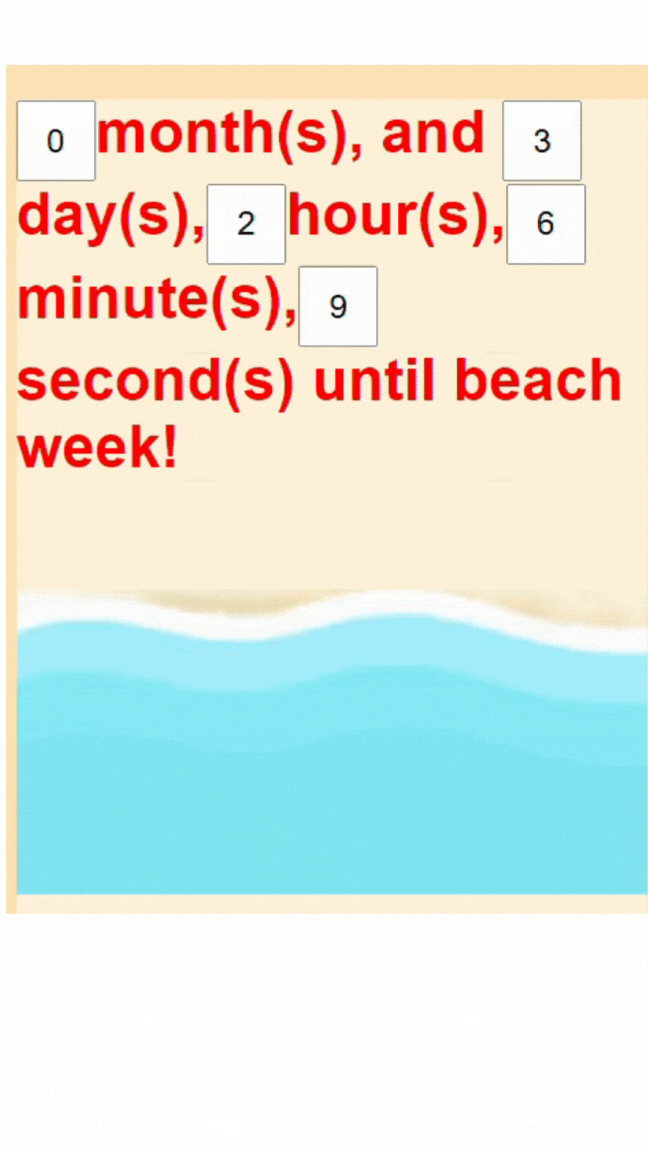 0 month(s), and 3
day(s), 2 hour(s), 6
minute(s), 9
second(s) until beach
week!